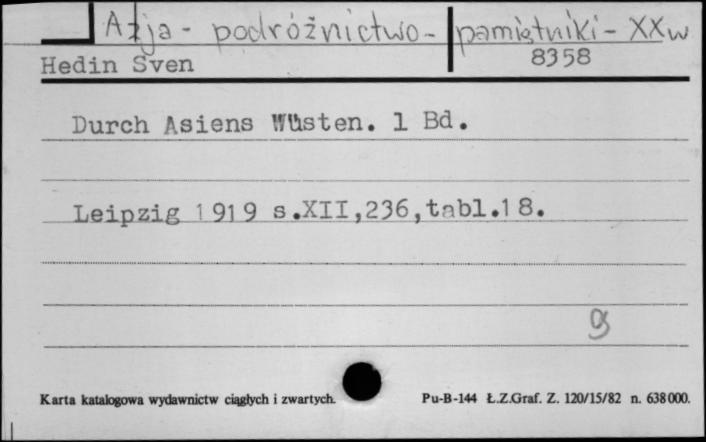 Azja - podróżnictwo - pamiętniki - XXw
Hedin Sven 8358
Durch Asiens Wüsten. 1 Bd.
Leipzig 1919 s.XII,236,tabl.18.
Karta katalogowa wydawnictw ciągłych i zwartych. Pu-B-144 Ł.Z.Graf. Z. 120/15/82 n. 638000.